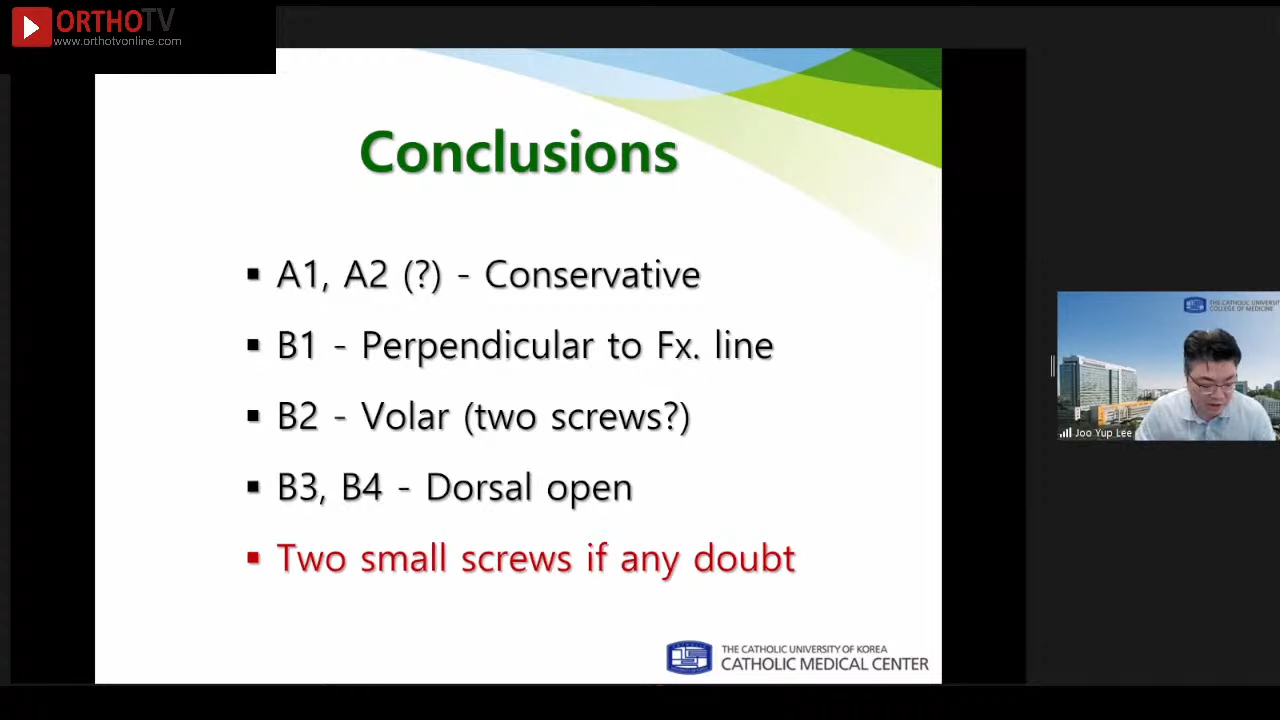 ORTHOTV
www.orthotvonline.com
Conclusions
▪ A1, A2 (?) - Conservative
▪ B1 - Perpendicular to Fx. line
▪ B2 - Volar (two screws?)
▪ B3, B4 - Dorsal open
▪ Two small screws if any doubt
THE CATHOLIC UNIVERSITY OF KOREA
CATHOLIC MEDICAL CENTER
THE CATHOLIC UNIVERSIT
COLLEGE OF MEDICINE
Joo Yup Lee